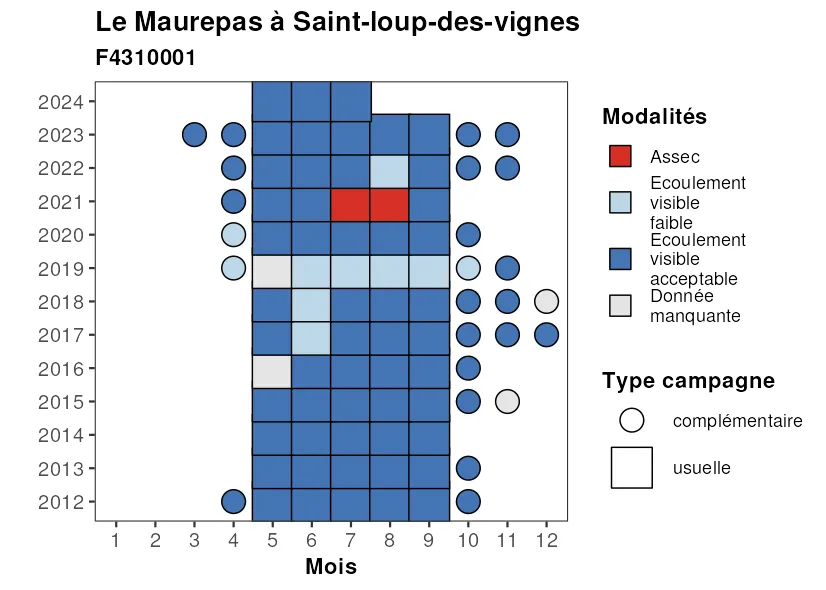 Le Maurepas à Saint-loup-des-vignes
F4310001
2024
2023
2022
2021
2020
2019
2018
2017
2016
2015
2014
2013
2012
1 2 3 4 5 6 7 8 9 10 11 12
Mois
Modalités
Assec
Ecoulement
visible
faible
Ecoulement
visible
acceptable
Donnée
manquante
Type campagne
complémentaire
usuelle